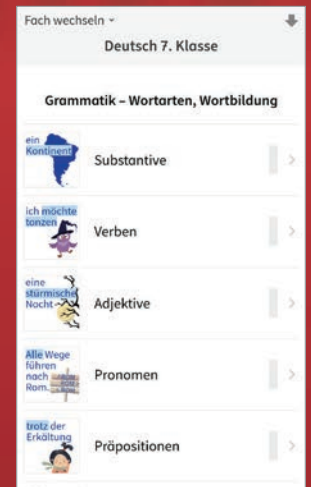 Fach wechseln
Deutsch 7. Klasse
Grammatik – Wortarten, Wortbildung
ein
Kontinent
Substantive
ich möchte
tanzen
Verben
eine
stürmische
Nacht
Adjektive
Alle Wege
führen
nach
Rom.
Pronomen
trotz der
Erkältung
Präpositionen